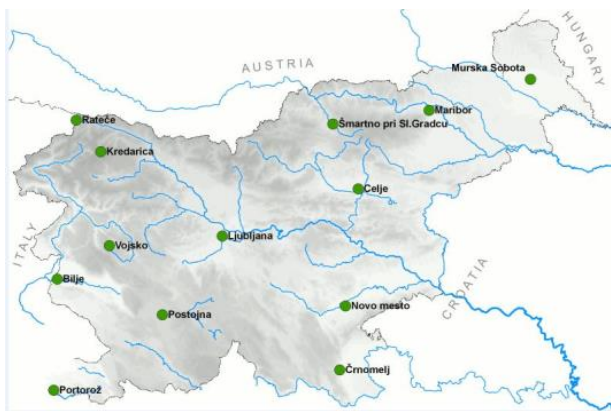 HUNGARY
AUSTRIA
Murska Sobota
Maribor
Rateče
Šmartno pri Sl.Gradcu
Kredarica
Celje
Ljubljana
ITALY
Vojsko
Bilje
CROATIA
Novo mesto
Postojna
Črnomelj
Portorož